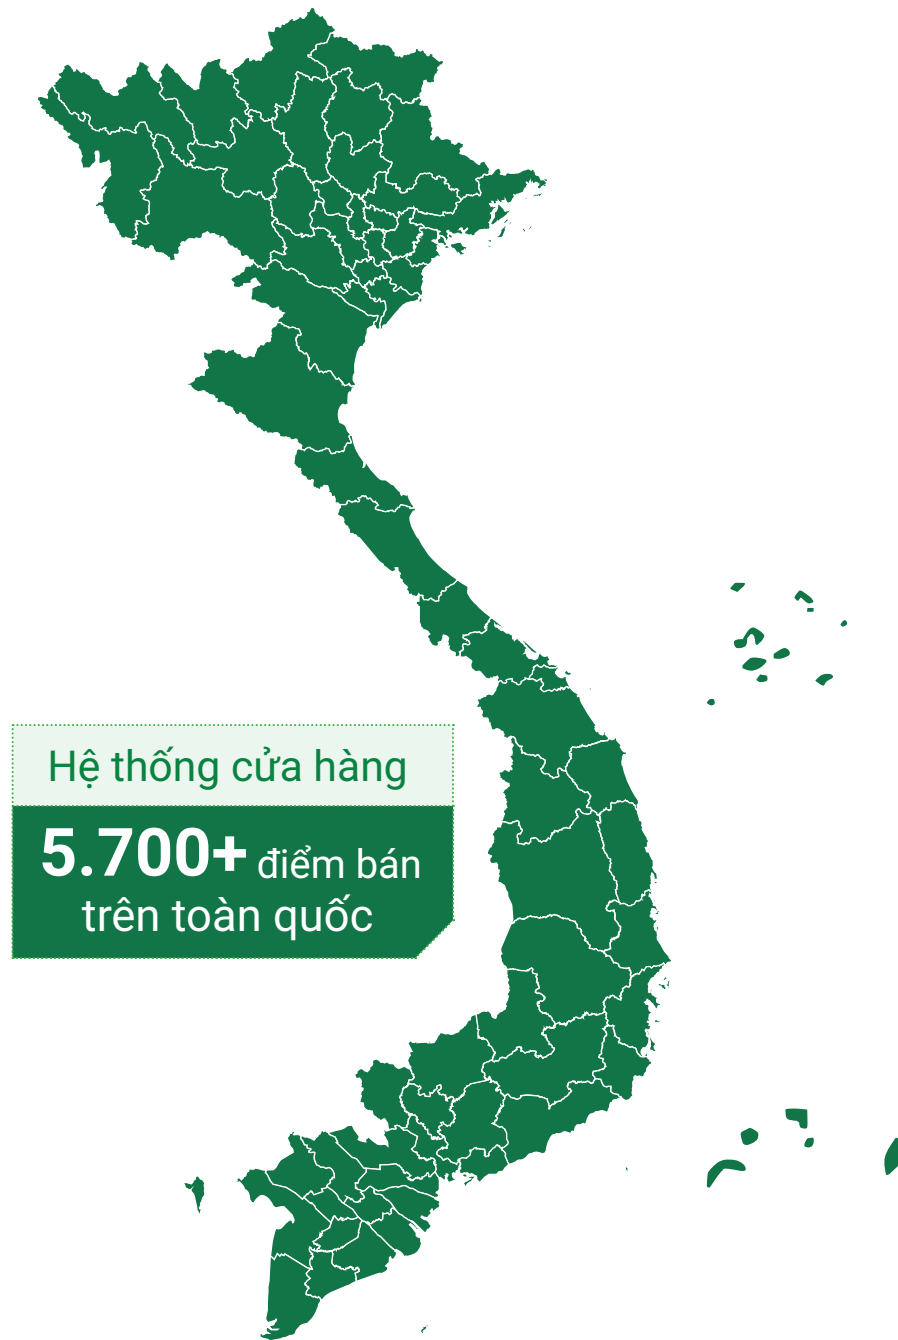 Hệ thống cửa hàng
5.700+ điểm bán
trên toàn quốc